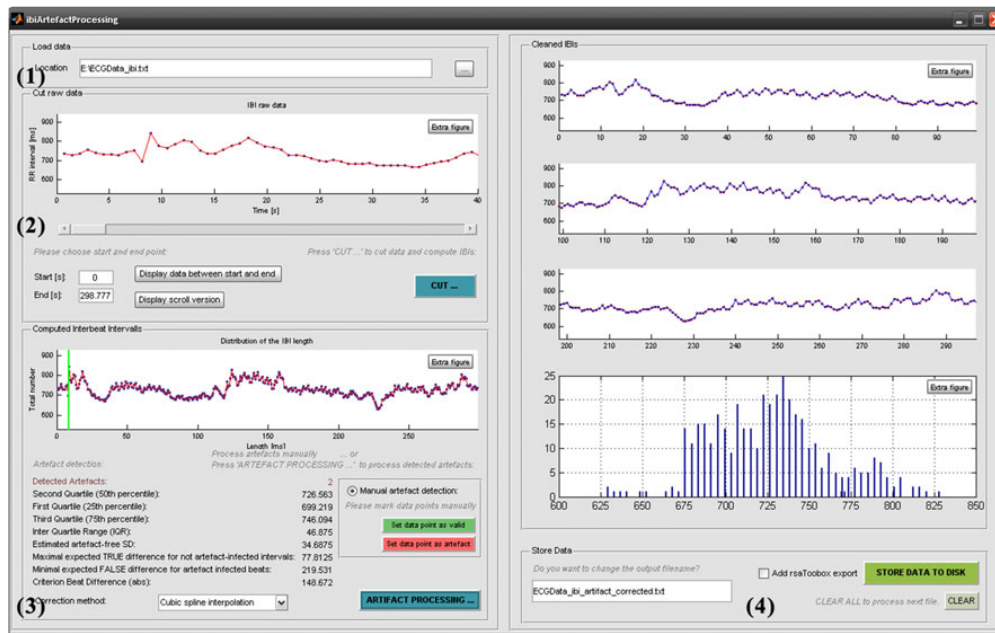 ibiArtefactProcessing
Load data
(1)
Location E:\ECGData_ibi.txt ...
Cut raw data
IBI raw data
Extra figure
RR interval [ms]
900
800
700
600
0 5 10 15 20 25 30 35 40
Time [s]
(2)
Please choose start and end point: Press 'CUT ...' to cut data and compute IBIs:
Start [s]: 0 Display data between start and end
CUT ...
End [s]: 298.777 Display scroll version
Computed Interbeat Intervalls
Distribution of the IBI length
Extra figure
Total number
900
800
700
600
0 50 100 150 200 250
Length [ms]
Process artefacts manually ... or
Artefact detection: Press 'ARTEFACT PROCESSING ...' to process detected artefacts:
Detected Artefacts: 2
Second Quartile (50th percentile): 726.563
First Quartile (25th percentile): 699.219
Third Quartile (75th percentile): 746.094
Inter Quartile Range (IQR): 46.875
Estimated artefact-free SD: 34.6875
Maximal expected TRUE difference for not artefact-infected intervals: 77.8125
Minimal expected FALSE difference for artefact infected beats: 219.531
Criterion Beat Difference (abs): 148.672
Manual artefact detection:
Please mark data points manually
Set data point as valid
Set data point as artefact
(3)
Correction method: Cubic spline interpolation ARTIFACT PROCESSING ...
Cleaned IBIs
Extra figure
900
800
700
600
0 10 20 30 40 50 60 70 80 90
900
800
700
600
100 110 120 130 140 150 160 170 180 190
900
800
700
600
200 210 220 230 240 250 260 270 280 290
Extra figure
25
20
15
10
5
0
600 625 650 675 700 725 750 775 800 825 850
Store Data
Do you want to change the output filename?
Add rsaToobox export STORE DATA TO DISK
ECGData_ibi_artifact_corrected.txt
(4)
CLEAR ALL to process next file. CLEAR